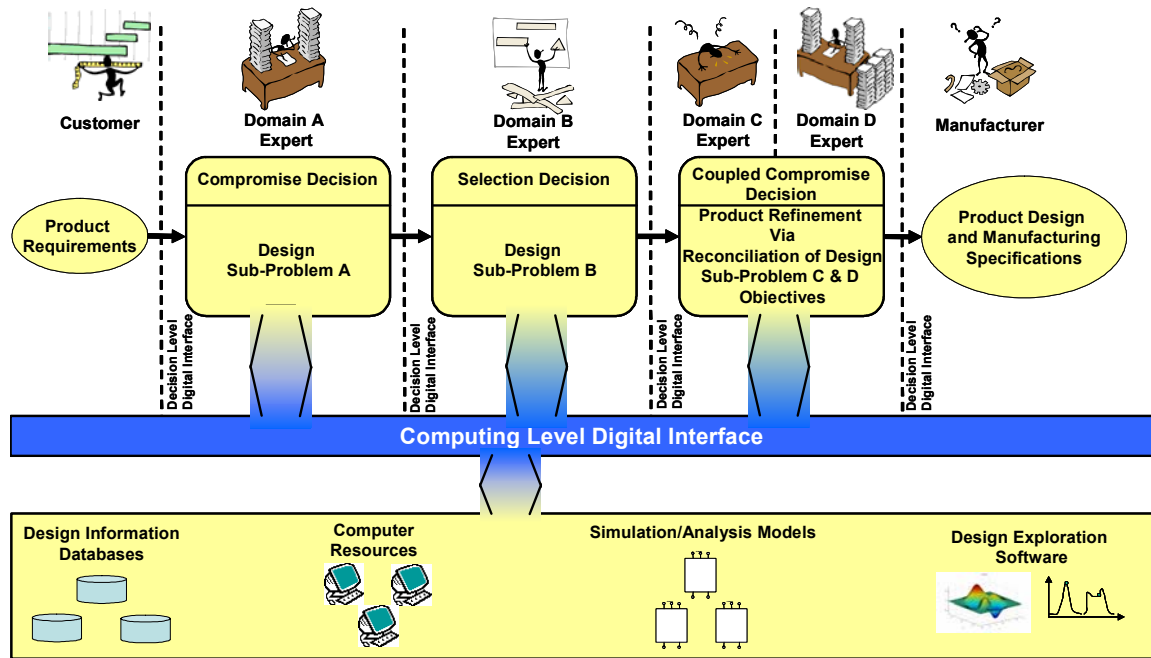 Customer
Domain A
Expert
Domain B
Expert
Domain C
Expert
Domain D
Expert
Manufacturer
Product
Requirements
Compromise Decision
Design
Sub-Problem A
Selection Decision
Design
Sub-Problem B
Coupled Compromise
Decision
Product Refinement
Via
Reconciliation of Design
Sub-Problem C & D
Objectives
Product Design
and Manufacturing
Specifications
Decision Level
Digital Interface
Decision Level
Digital Interface
Decision Level
Digital Interface
Decision Level
Digital Interface
Computing Level Digital Interface
Design Information
Databases
Computer
Resources
Simulation/Analysis Models
Design Exploration
Software